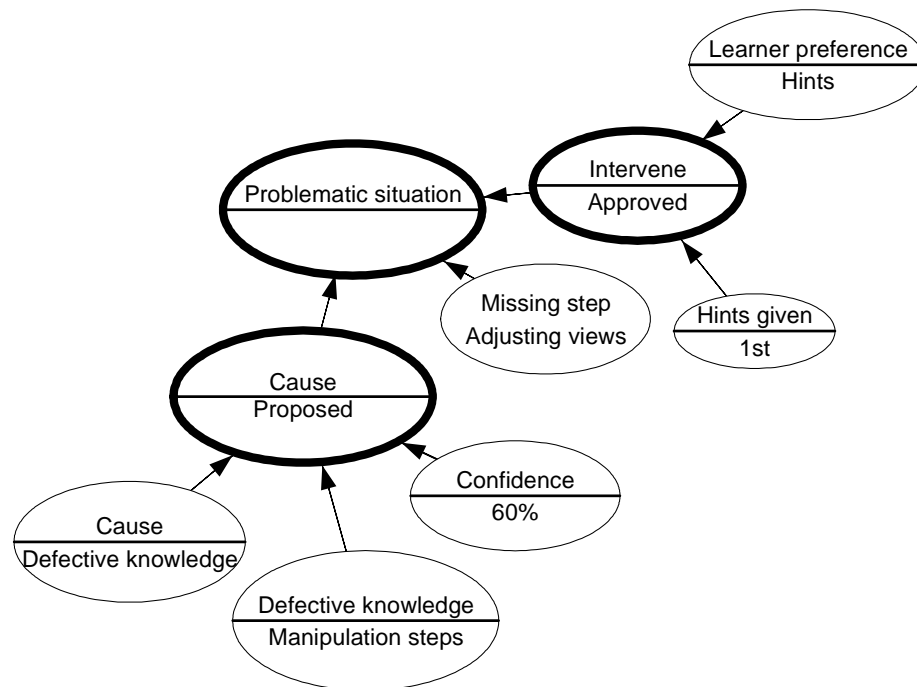 Learner preference
Hints
Intervene
Approved
Problematic situation
Missing step
Adjusting views
Hints given
1st
Cause
Proposed
Confidence
60%
Cause
Defective knowledge
Defective knowledge
Manipulation steps